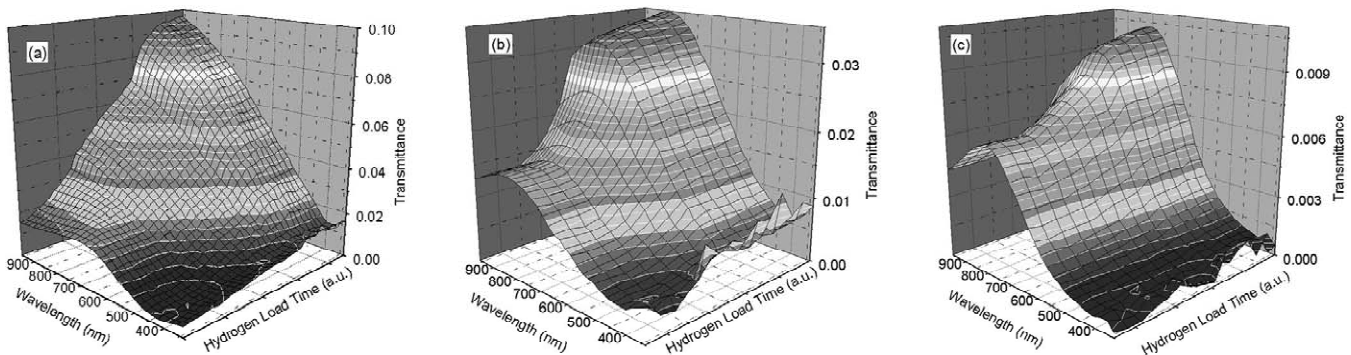 (a)
0.10
0.08
0.06
0.04
0.02
0.00
Transmittance
900
800
700
600
500
400
Wavelength (nm)
Hydrogen Load Time (a.u.)
(b)
0.03
0.02
0.01
0.00
Transmittance
900
800
700
600
500
400
Wavelength (nm)
Hydrogen Load Time (a.u.)
(c)
0.009
0.006
0.003
0.000
Transmittance
900
800
700
600
500
400
Wavelength (nm)
Hydrogen Load Time (a.u.)